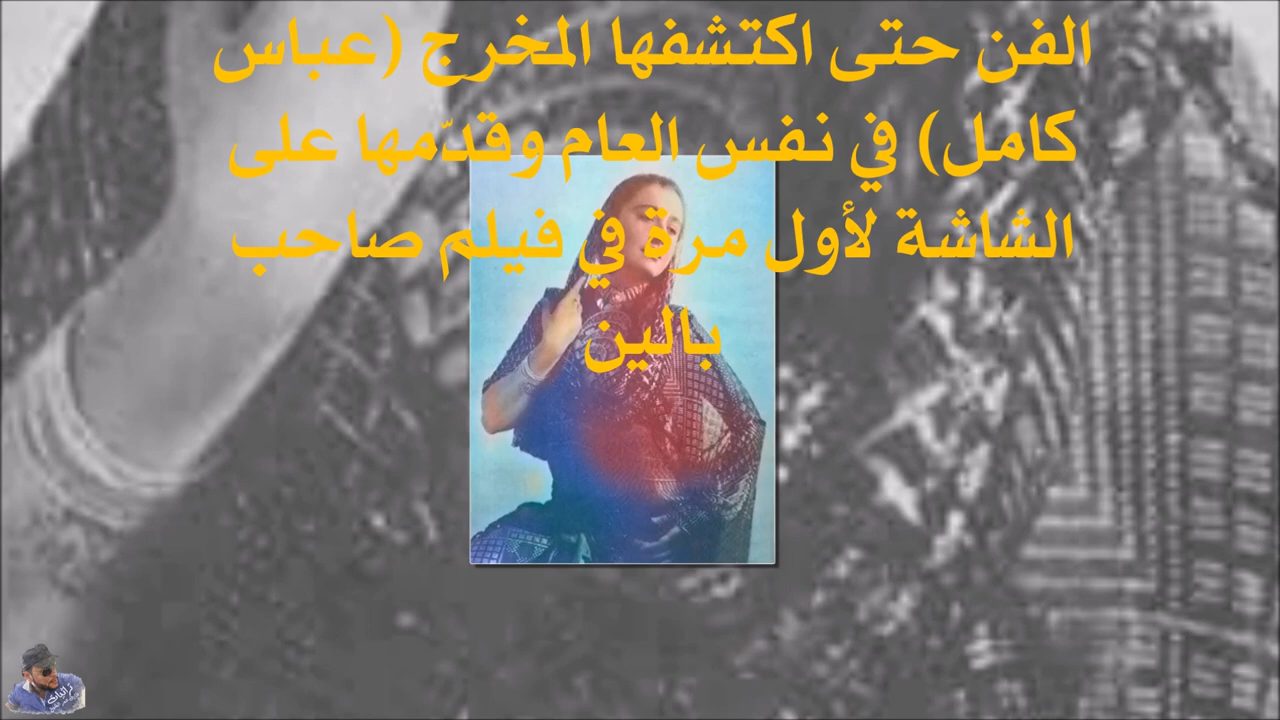 الفن حتى اكتشفها المخرج (عباس
كامل) في نفس العام وقدّمها على
الشاشة لأول مرة في فيلم صاحب
بالين